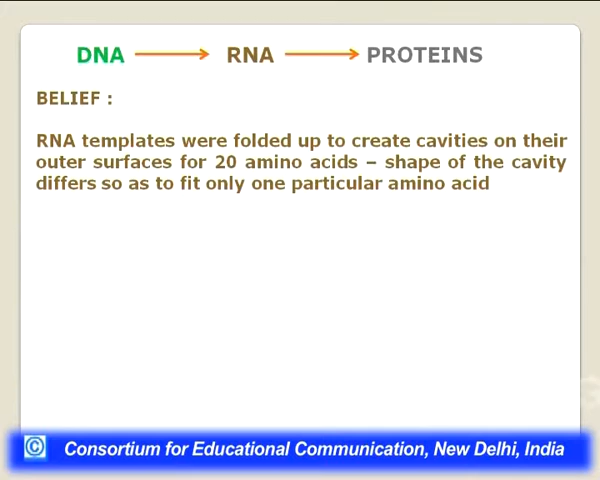 DNA → RNA → PROTEINS
BELIEF :
RNA templates were folded up to create cavities on their
outer surfaces for 20 amino acids – shape of the cavity
differs so as to fit only one particular amino acid
© Consortium for Educational Communication, New Delhi, India